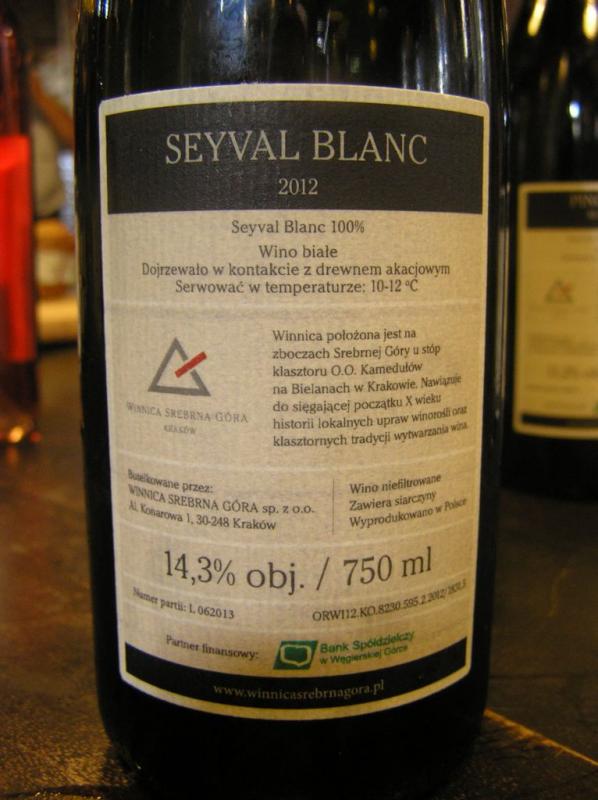 SEYVAL BLANC
2012
Seyval Blanc 100%
Wino białe
Dojrzewało w kontakcie z drewnem akacjowym
Serwować w temperaturze: 10-12 °C
WINNICA SREBRNA GÓRA
KRAKÓW
Winnica położona jest na
zboczach Srebrnej Góry u stóp
klasztoru O.O. Kamedułów
na Bielanach w Krakowie. Nawiązuje
do sięgającej początku X wieku
historii lokalnych upraw winorośli oraz
klasztornych tradycji wytwarzania wina.
Butelkowane przez:
WINNICA SREBRNA GÓRA sp. z o.o.
Al. Konarowa 1, 30-248 Kraków
Wino niefiltrowane
Zawiera siarczyny
Wyprodukowano w Polsce
14,3% obj. / 750 ml
Numer partii: L 062013
Partner finansowy:
Bank Spółdzielczy
w Węgierskiej Górce
www.winnicasrebrnagora.pl